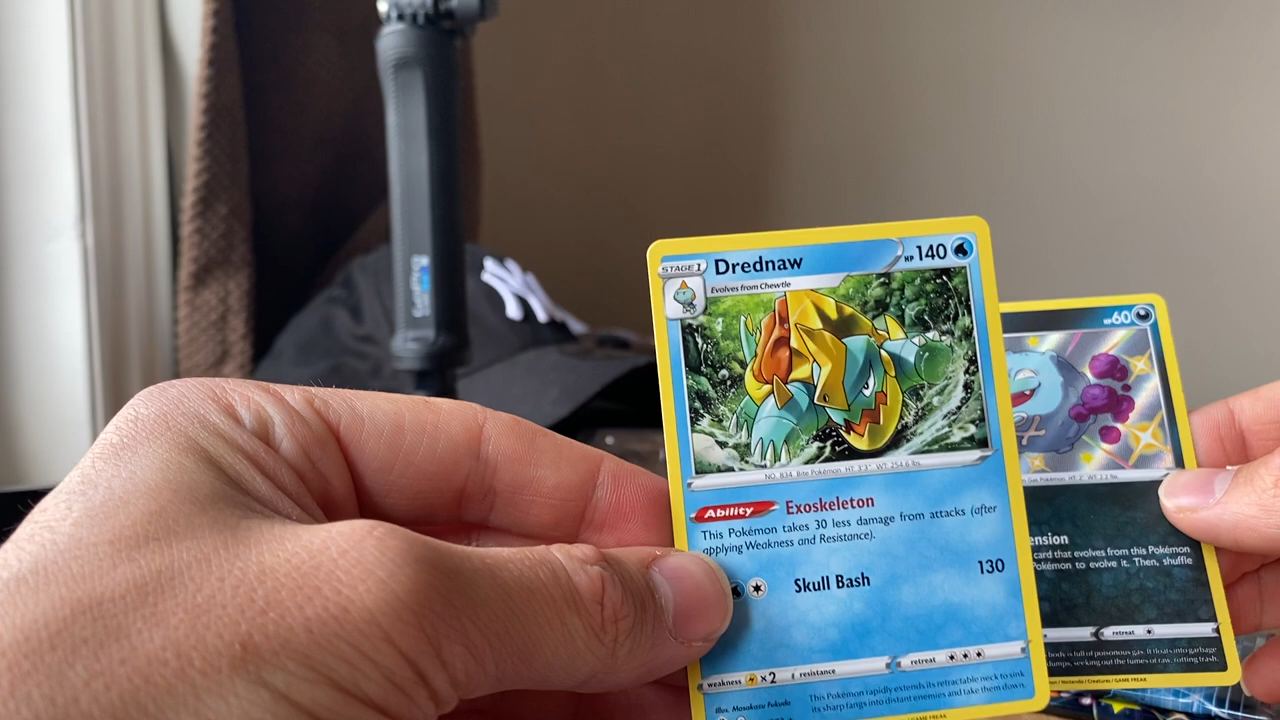 GoPro
NY
STAGE 1
Drednaw
HP 140
Evolves from Chewtle
NO. 834 Bite Pokémon HT: 3'3" WT: 254.6 lbs.
Ability Exoskeleton
This Pokémon takes 30 less damage from attacks (after
applying Weakness and Resistance).
Skull Bash 130
weakness ×2 resistance
retreat
Illus. Masakazu Fukuda
This Pokémon rapidly extends its retractable neck to sink
its sharp fangs into distant enemies and take them down.
GAME FREAK
HP 60
Gas Pokémon HT: 2' WT: 2.2 lbs.
ension
card that evolves from this Pokémon
Pokémon to evolve it. Then, shuffle
retreat
body is full of poisonous gas. It floats into garbage
dumps, seeking out the fumes of raw, rotting trash.
Nintendo / Creatures / GAME FREAK